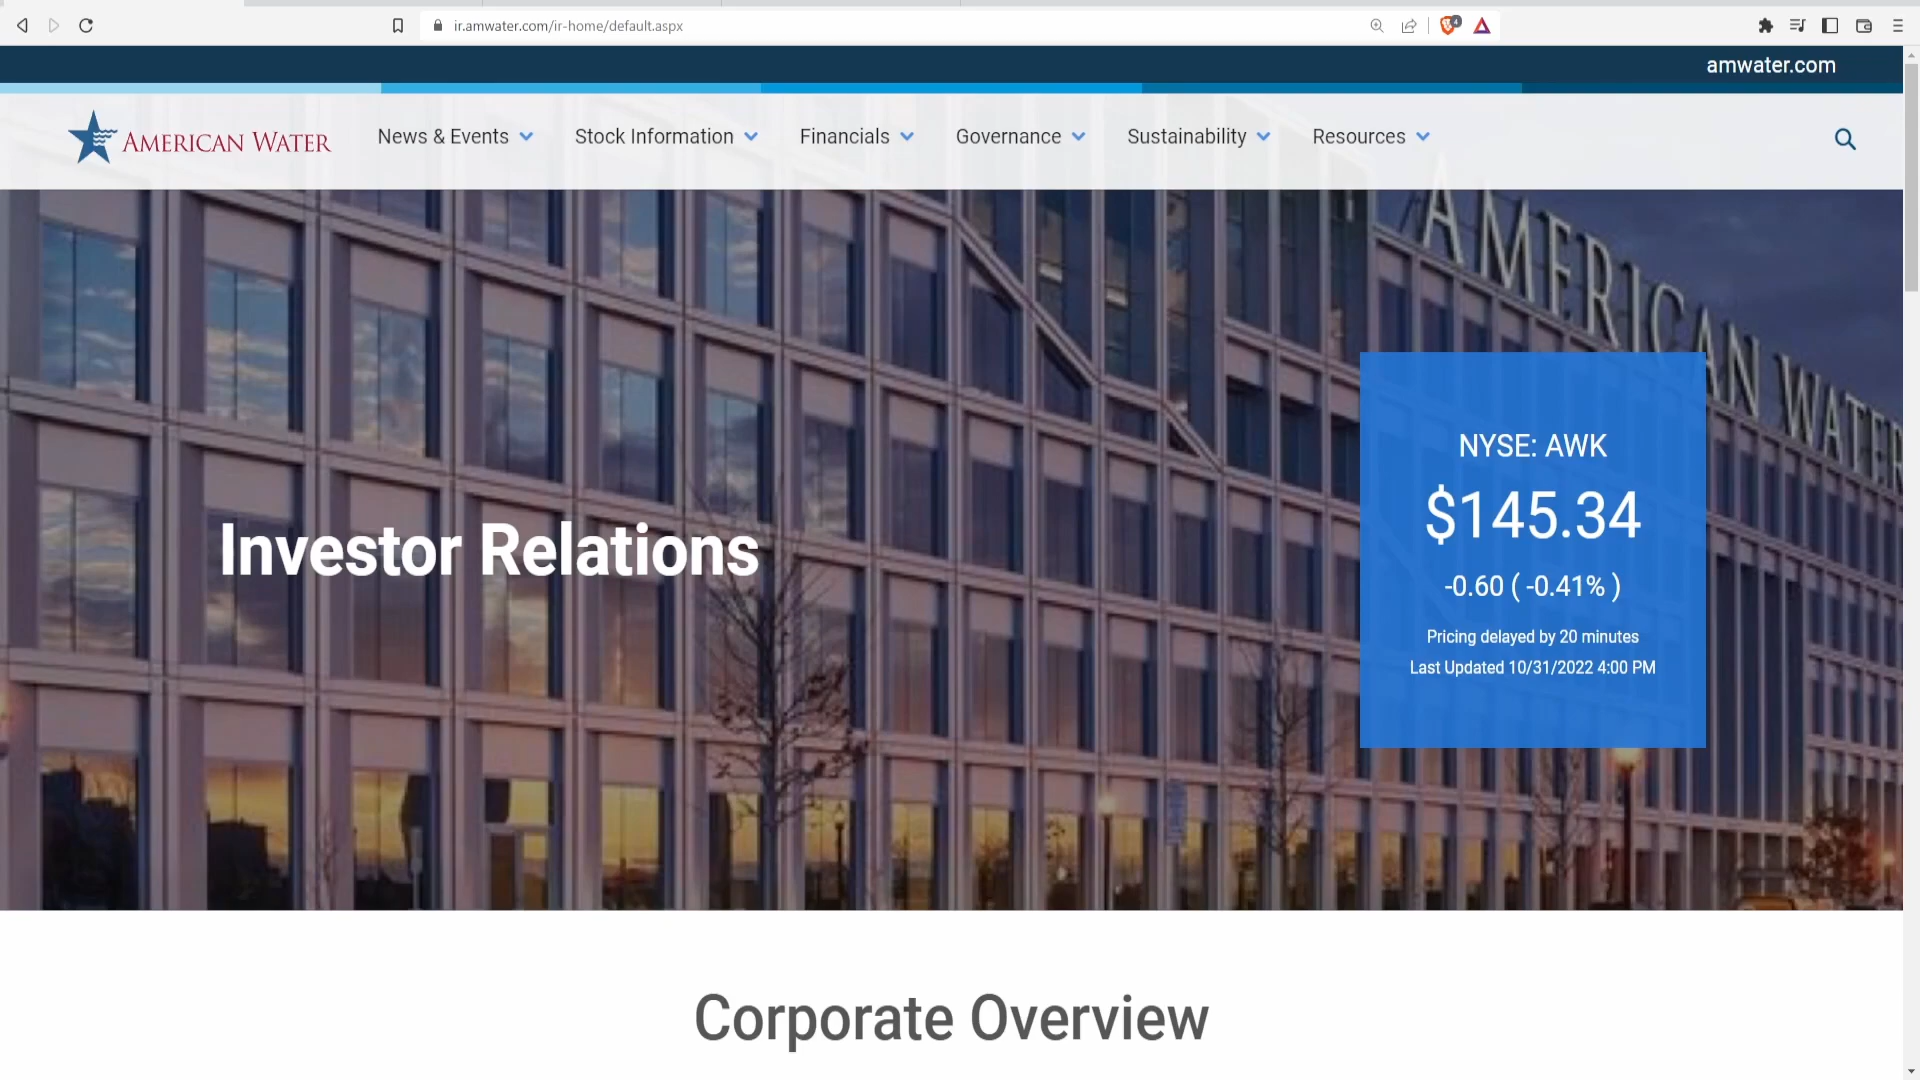 ir.amwater.com/ir-home/default.aspx
4
amwater.com
AMERICAN WATER
News & Events
Stock Information
Financials
Governance
Sustainability
Resources
AMERICAN WATER
Investor Relations
NYSE: AWK
$145.34
-0.60 ( -0.41% )
Pricing delayed by 20 minutes
Last Updated 10/31/2022 4:00 PM
Corporate Overview